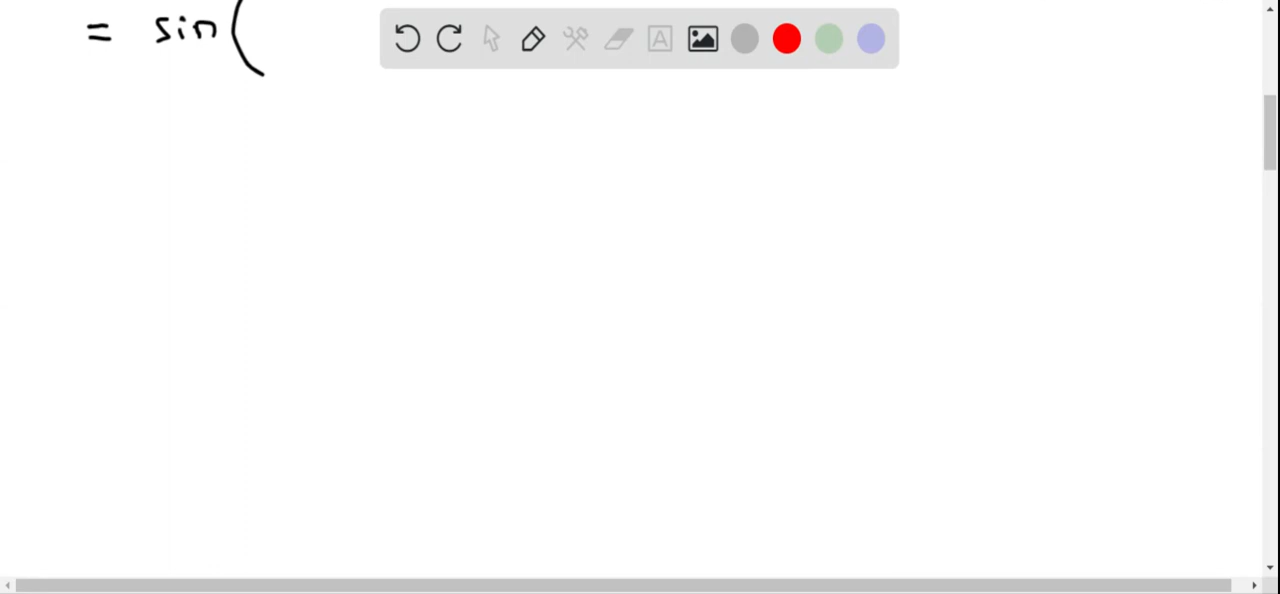 = sin(